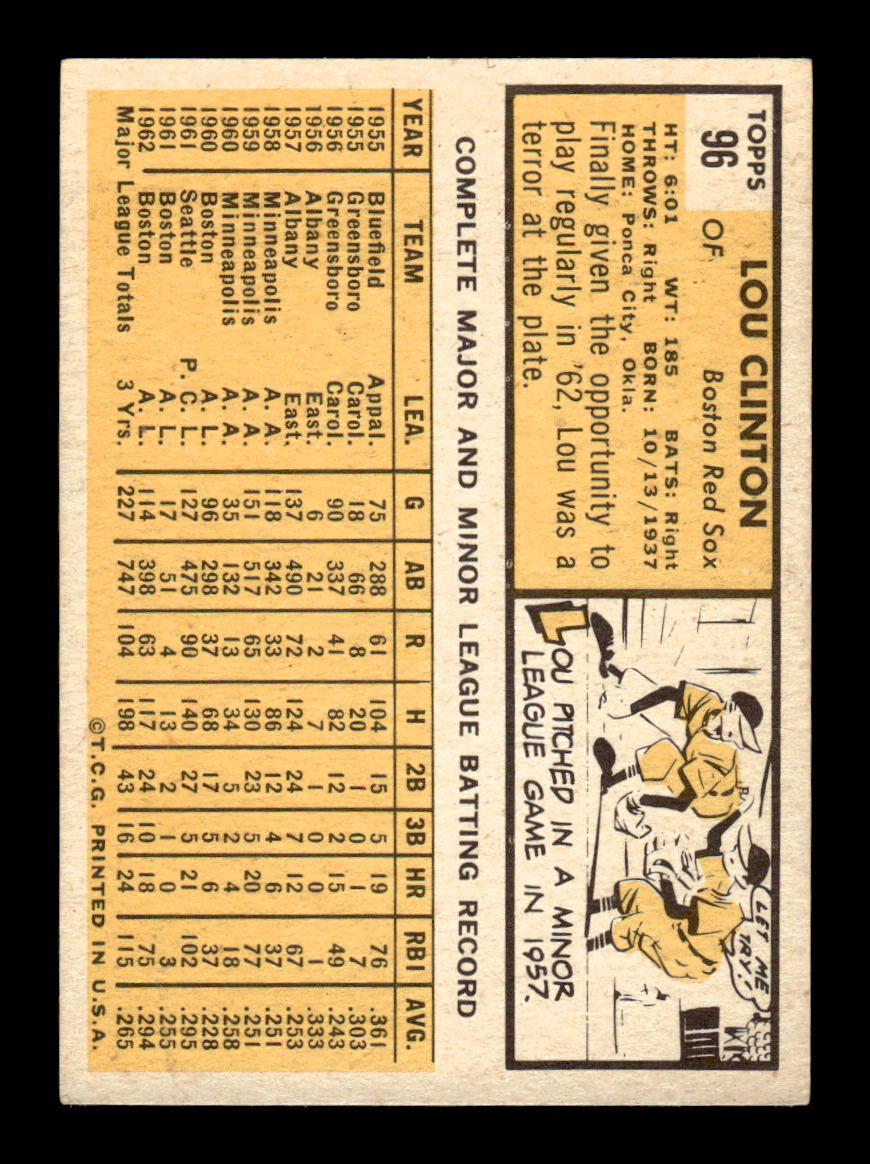 TOPPS
96
LOU CLINTON
OF Boston Red Sox
HT: 6:01 WT: 185 BATS: Right
THROWS: Right BORN: 10/13/1937
HOME: Ponca City, Okla.
Finally given the opportunity to
play regularly in '62, Lou was a
terror at the plate.
LET ME
TRY!
LOU PITCHED IN A MINOR
LEAGUE GAME IN 1957.
COMPLETE MAJOR AND MINOR LEAGUE BATTING RECORD
YEAR TEAM LEA. G AB R H 2B 3B HR RBI AVG.
1955 Bluefield Appal. 75 288 61 104 15 5 19 76 .361
1955 Greensboro Carol. 18 66 8 20 1 0 1 7 .303
1956 Greensboro Carol. 90 337 41 82 12 2 15 49 .243
1956 Albany East. 6 21 2 7 1 0 0 1 .333
1957 Albany East. 137 490 72 124 24 7 12 67 .253
1958 Minneapolis A. A. 118 342 33 86 12 4 6 37 .251
1959 Minneapolis A. A. 151 517 65 130 23 5 20 77 .251
1960 Minneapolis A. A. 35 132 13 34 5 2 4 18 .258
1960 Boston A. L. 96 298 37 68 17 5 6 37 .228
1961 Seattle P. C. L. 127 475 90 140 27 5 21 102 .295
1961 Boston A. L. 17 51 4 13 2 1 0 3 .255
1962 Boston A. L. 114 398 63 117 24 10 18 75 .294
Major League Totals 3 Yrs. 227 747 104 198 43 16 24 115 .265
©T.C.G. PRINTED IN U.S.A.